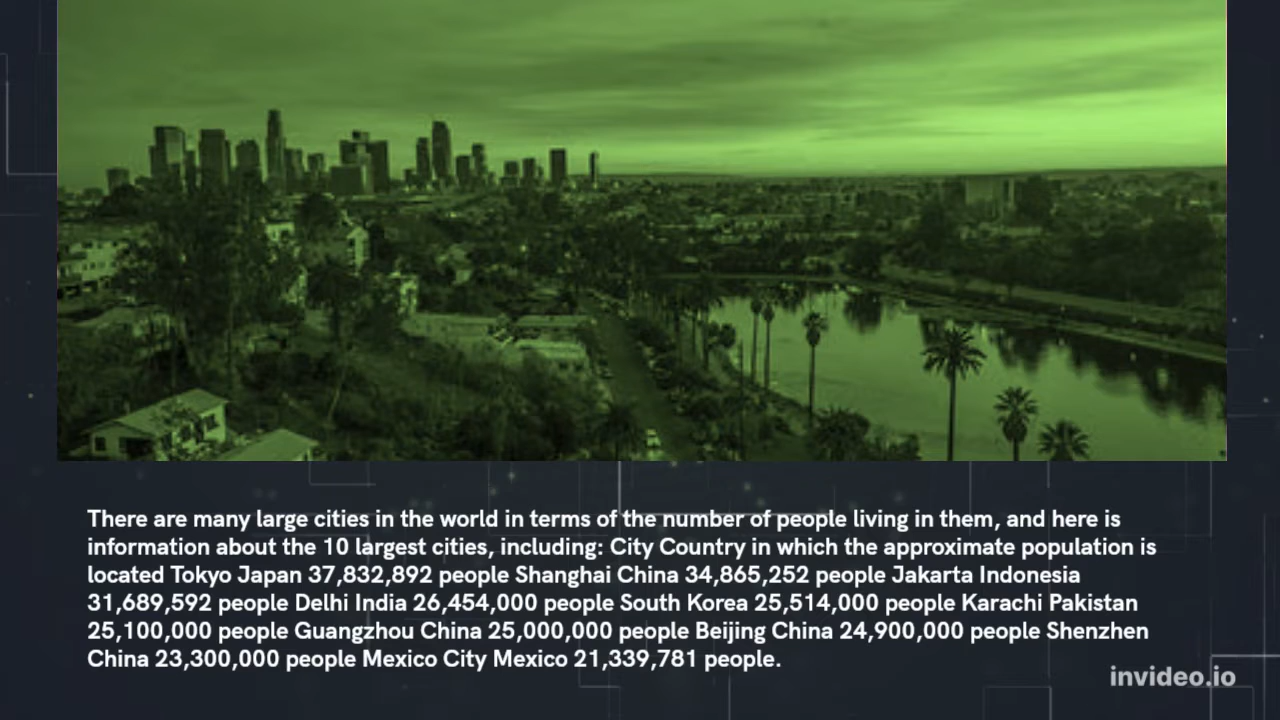 There are many large cities in the world in terms of the number of people living in them, and here is
information about the 10 largest cities, including: City Country in which the approximate population is
located Tokyo Japan 37,832,892 people Shanghai China 34,865,252 people Jakarta Indonesia
31,689,592 people Delhi India 26,454,000 people South Korea 25,514,000 people Karachi Pakistan
25,100,000 people Guangzhou China 25,000,000 people Beijing China 24,900,000 people Shenzhen
China 23,300,000 people Mexico City Mexico 21,339,781 people.
invideo.io